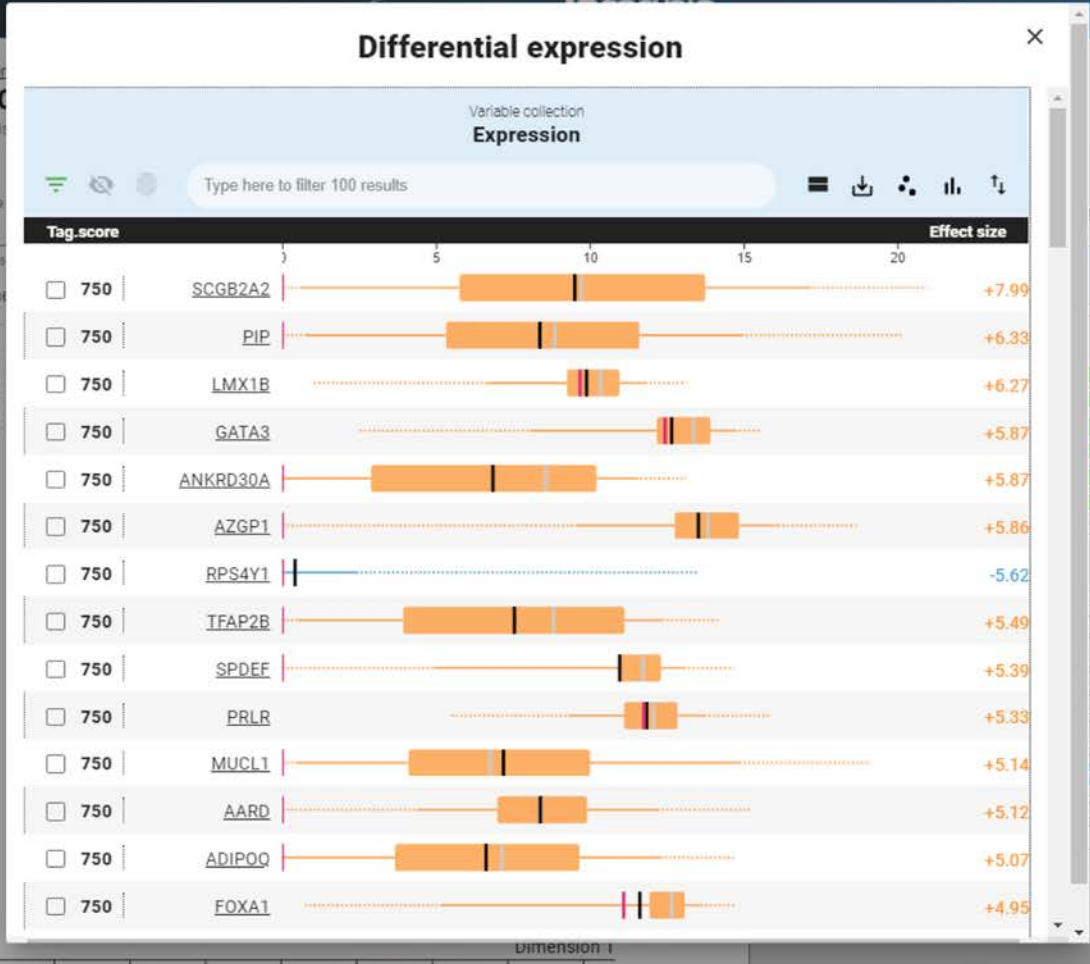 Differential expression
Variable collection
Expression
Type here to filter 100 results
Tag.score Effect size
0 5 10 15 20
750 SCGB2A2 +7.99
750 PIP +6.33
750 LMX1B +6.27
750 GATA3 +5.87
750 ANKRD30A +5.87
750 AZGP1 +5.86
750 RPS4Y1 -5.62
750 TFAP2B +5.49
750 SPDEF +5.39
750 PRLR +5.33
750 MUCL1 +5.14
750 AARD +5.12
750 ADIPOQ +5.07
750 FOXA1 +4.95
Dimension 1